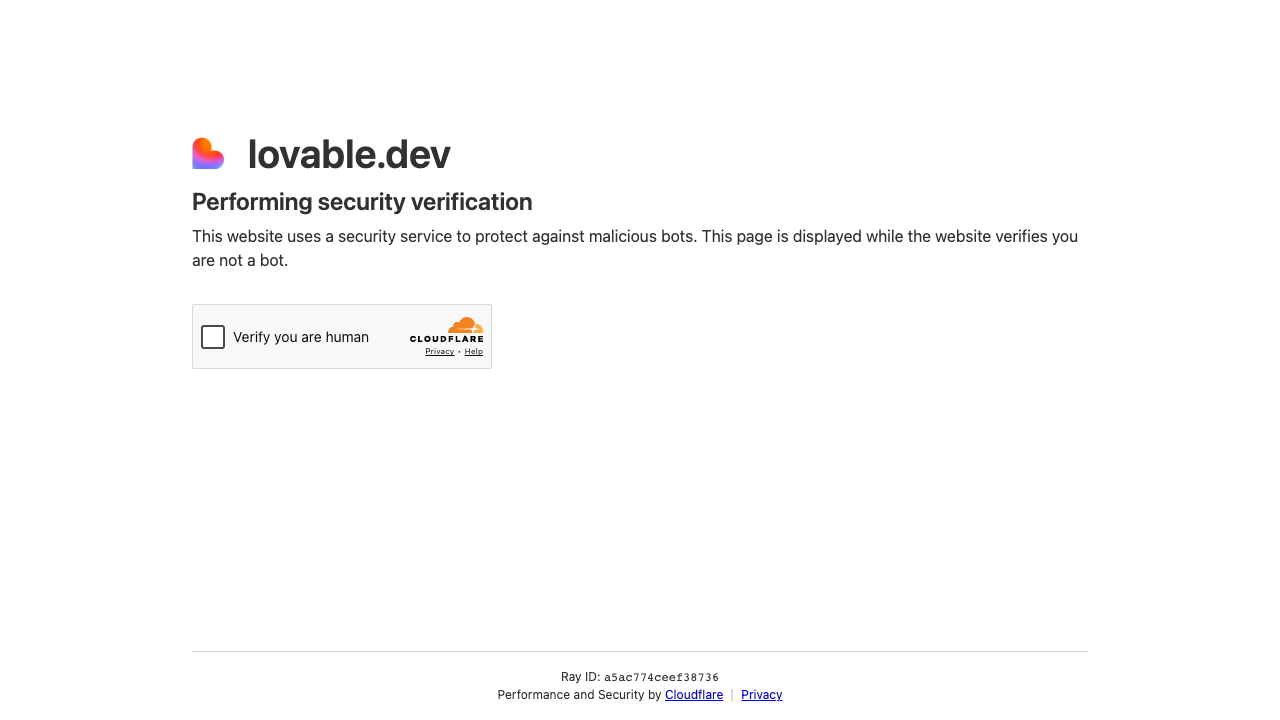 lovable.dev
Performing security verification
This website uses a security service to protect against malicious bots. This page is displayed while the website verifies you
are not a bot.
Verify you are human
CLOUDFLARE
Privacy • Help
Ray ID: a5ac774ceef38736
Performance and Security by Cloudflare | Privacy